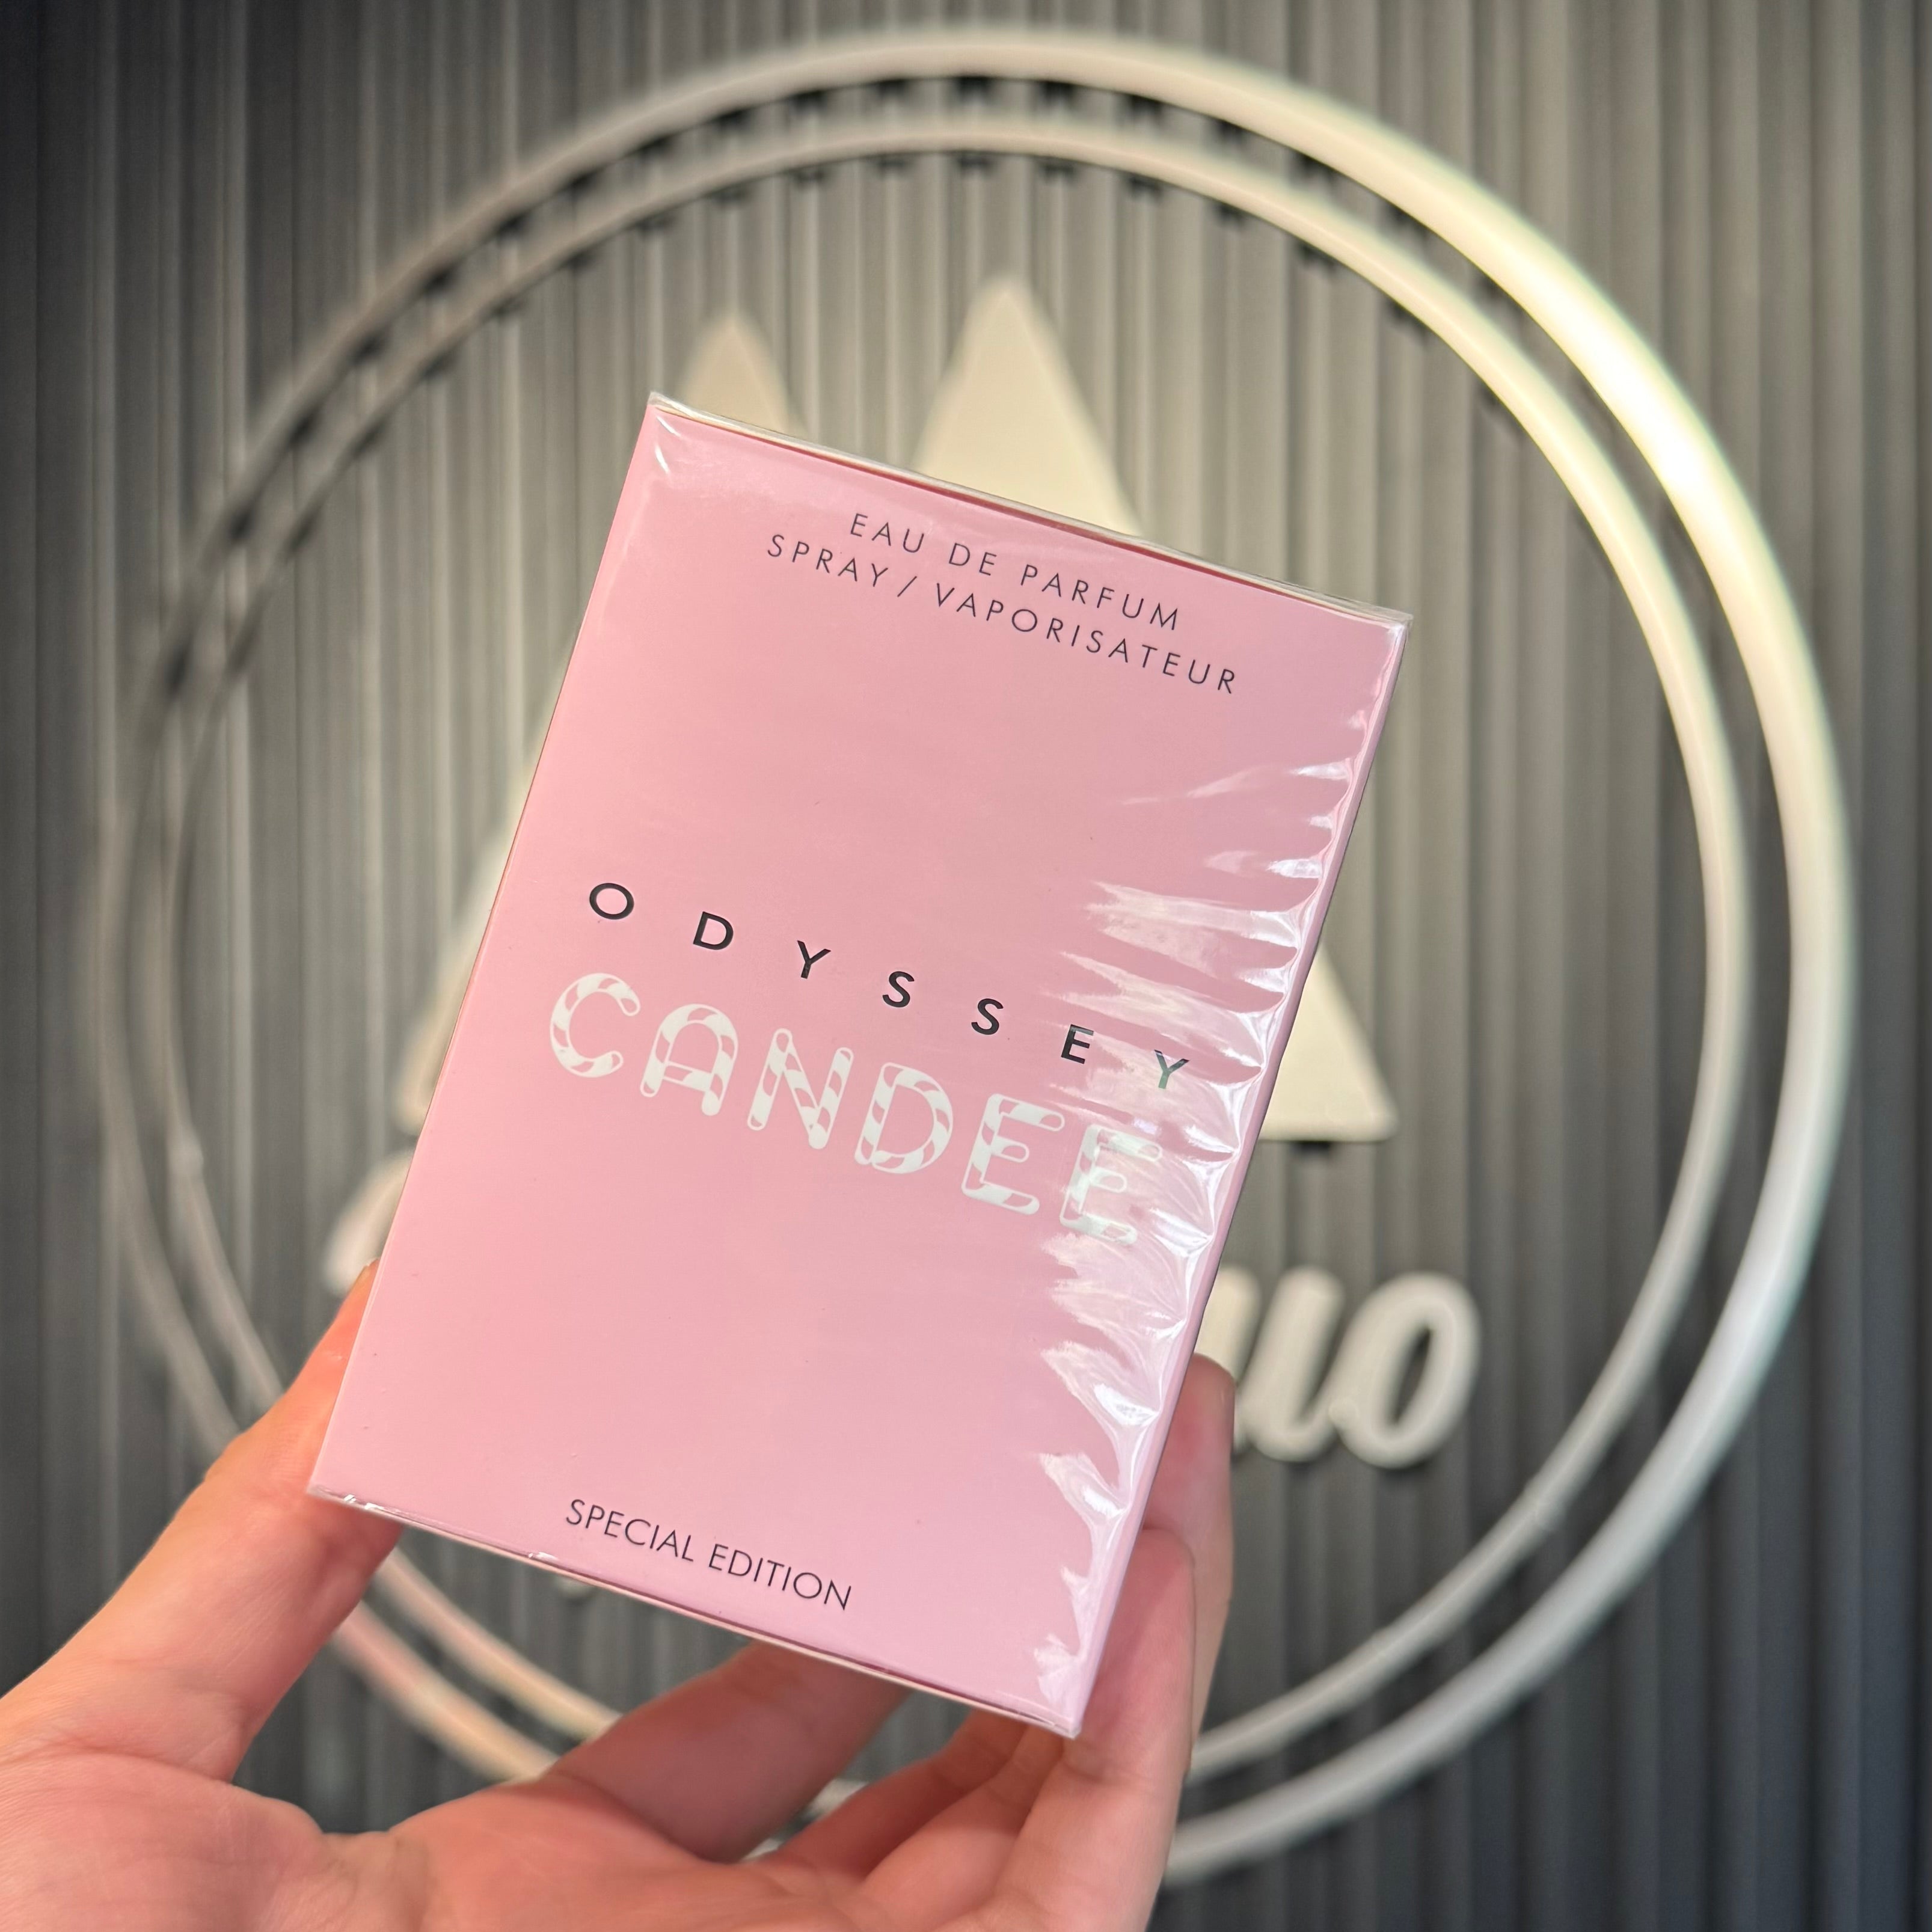 EAU DE PARFUM
SPRAY / VAPORISATEUR
ODYSSEY
CANDEE
SPECIAL EDITION